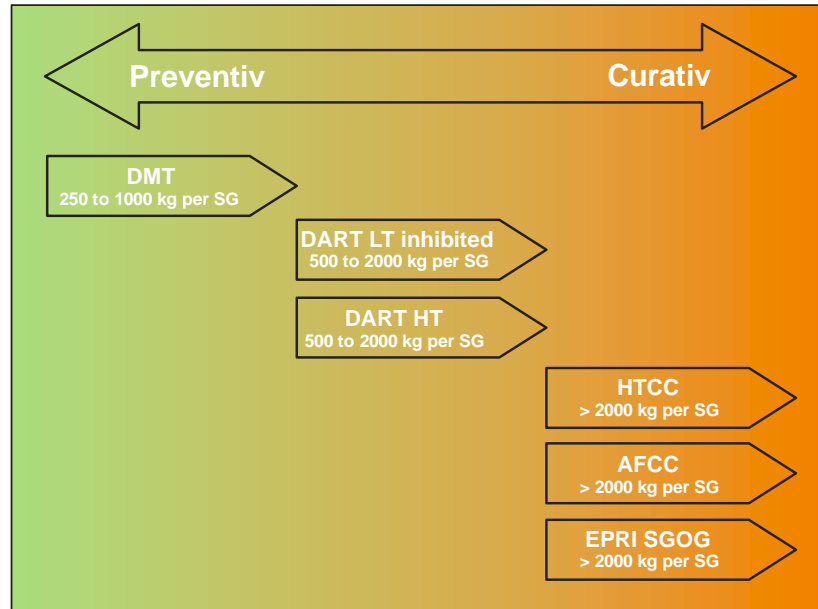 Preventiv
Curativ
DMT
250 to 1000 kg per SG
DART LT inhibited
500 to 2000 kg per SG
DART HT
500 to 2000 kg per SG
HTCC
> 2000 kg per SG
AFCC
> 2000 kg per SG
EPRI SGOG
> 2000 kg per SG